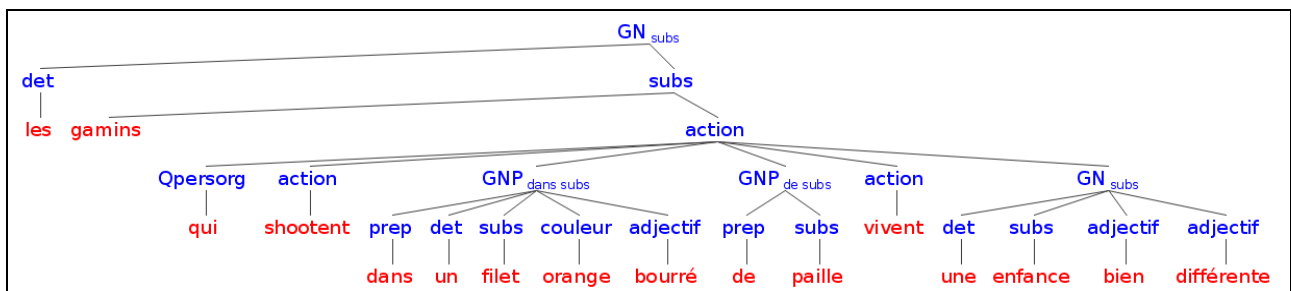 GN subs
det subs
les gamins action
Qpersorg action GNP dans subs GNP de subs action GN subs
qui shootent prep det subs couleur adjectif prep subs vivent det subs adjectif adjectif
dans un filet orange bourré de paille une enfance bien différente